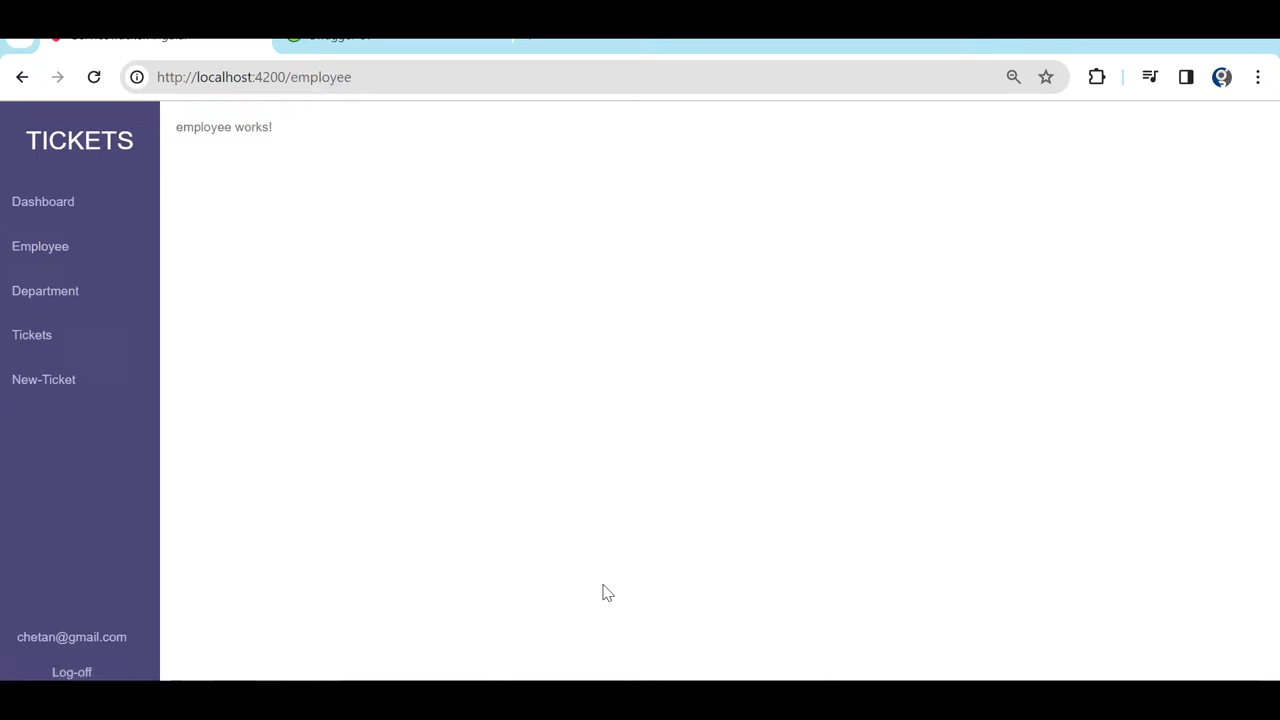 http://localhost:4200/employee
TICKETS
employee works!
Dashboard
Employee
Department
Tickets
New-Ticket
chetan@gmail.com
Log-off